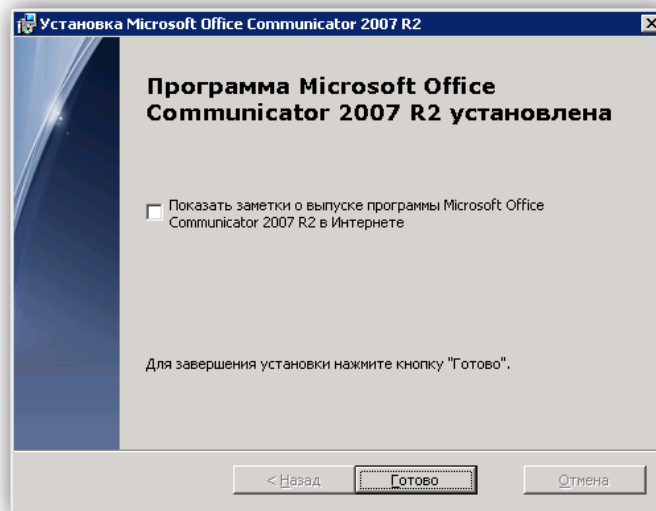 Установка Microsoft Office Communicator 2007 R2
Программа Microsoft Office
Communicator 2007 R2 установлена
Показать заметки о выпуске программы Microsoft Office
Communicator 2007 R2 в Интернете
Для завершения установки нажмите кнопку "Готово".
< Назад Готово Отмена